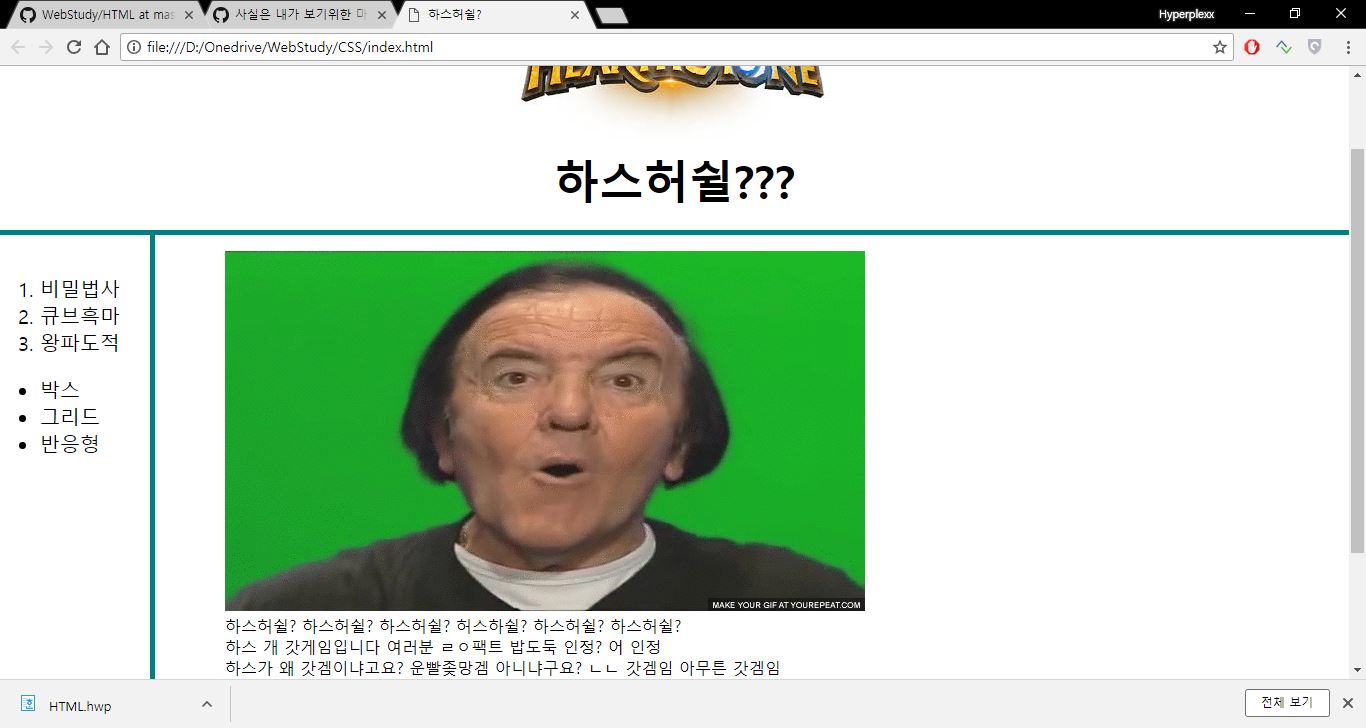 WebStudy/HTML at mas
사실은 내가 보기위한 마
하스허쉴?
Hyperplexx
file:///D:/Onedrive/WebStudy/CSS/index.html
HEARTHSTONE
하스허쉴???
1. 비밀법사
2. 큐브흑마
3. 왕파도적
• 박스
• 그리드
• 반응형
MAKE YOUR GIF AT YOUREPEAT.COM
하스허쉴? 하스허쉴? 하스허쉴? 허스하쉴? 하스허쉴? 하스허쉴?
하스 개 갓게임입니다 여러분 ㄹㅇ팩트 밥도둑 인정? 어 인정
하스가 왜 갓겜이냐고요? 운빨좆망겜 아니냐구요? ㄴㄴ 갓겜임 아무튼 갓겜임
HTML.hwp
전체 보기